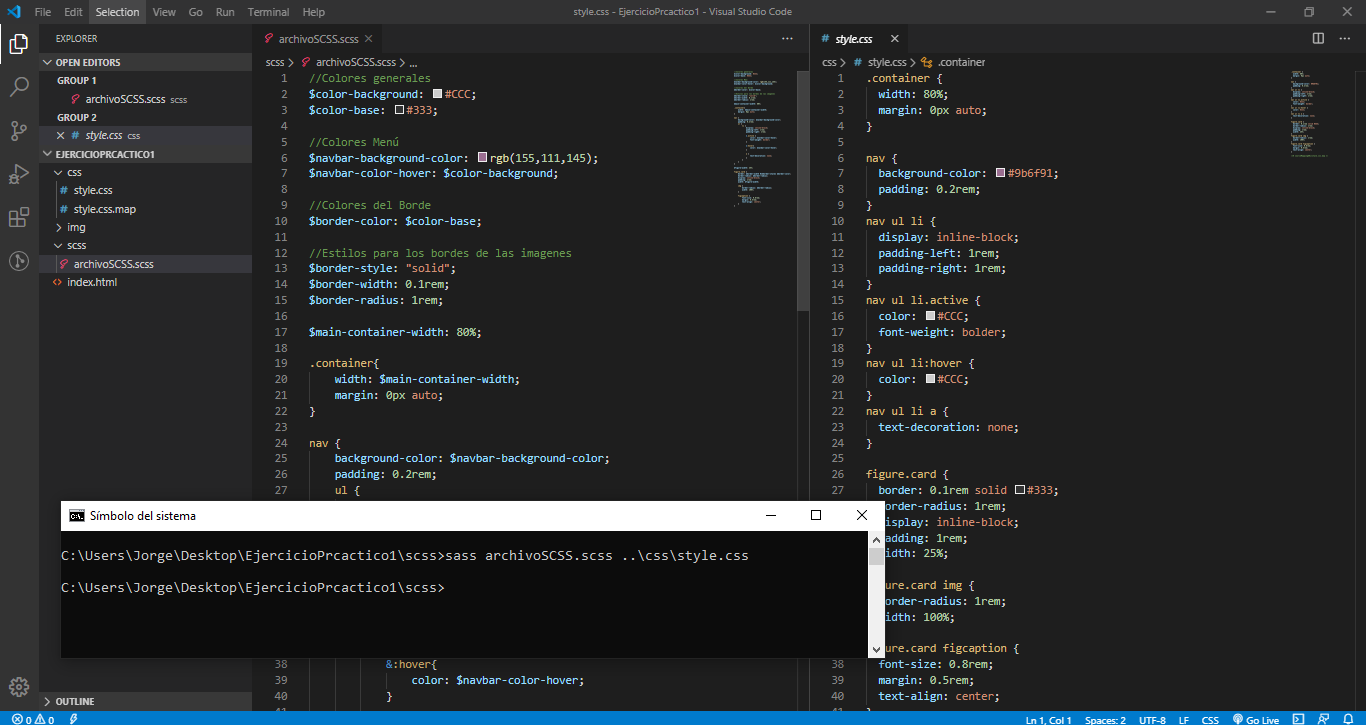 File Edit Selection View Go Run Terminal Help
style.css - EjercicioPrcactico1 - Visual Studio Code
EXPLORER
OPEN EDITORS
GROUP 1
archivoSCSS.scss scss
GROUP 2
style.css css
EJERCICIOPRCACTICO1
css
style.css
style.css.map
img
scss
archivoSCSS.scss
index.html
OUTLINE
archivoSCSS.scss
scss > archivoSCSS.scss > ...
1 //Colores generales
2 $color-background: #CCC;
3 $color-base: #333;
4
5 //Colores Menú
6 $navbar-background-color: rgb(155,111,145);
7 $navbar-color-hover: $color-background;
8
9 //Colores del Borde
10 $border-color: $color-base;
11
12 //Estilos para los bordes de las imagenes
13 $border-style: "solid";
14 $border-width: 0.1rem;
15 $border-radius: 1rem;
16
17 $main-container-width: 80%;
18
19 .container{
20 width: $main-container-width;
21 margin: 0px auto;
22 }
23
24 nav {
25 background-color: $navbar-background-color;
26 padding: 0.2rem;
27 ul {
38 &:hover{
39 color: $navbar-color-hover;
40 }
41
style.css
css > # style.css > .container
1 .container {
2 width: 80%;
3 margin: 0px auto;
4 }
5
6 nav {
7 background-color: #9b6f91;
8 padding: 0.2rem;
9 }
10 nav ul li {
11 display: inline-block;
12 padding-left: 1rem;
13 padding-right: 1rem;
14 }
15 nav ul li.active {
16 color: #CCC;
17 font-weight: bolder;
18 }
19 nav ul li:hover {
20 color: #CCC;
21 }
22 nav ul li a {
23 text-decoration: none;
24 }
25
26 figure.card {
27 border: 0.1rem solid #333;
order-radius: 1rem;
isplay: inline-block;
adding: 1rem;
idth: 25%;
ure.card img {
order-radius: 1rem;
idth: 100%;
ure.card figcaption {
38 font-size: 0.8rem;
39 margin: 0.5rem;
40 text-align: center;
41 }
Símbolo del sistema
C:\Users\Jorge\Desktop\EjercicioPrcactico1\scss>sass archivoSCSS.scss ..\css\style.css
C:\Users\Jorge\Desktop\EjercicioPrcactico1\scss>
0 0
Ln 1, Col 1 Spaces: 2 UTF-8 LF CSS Go Live